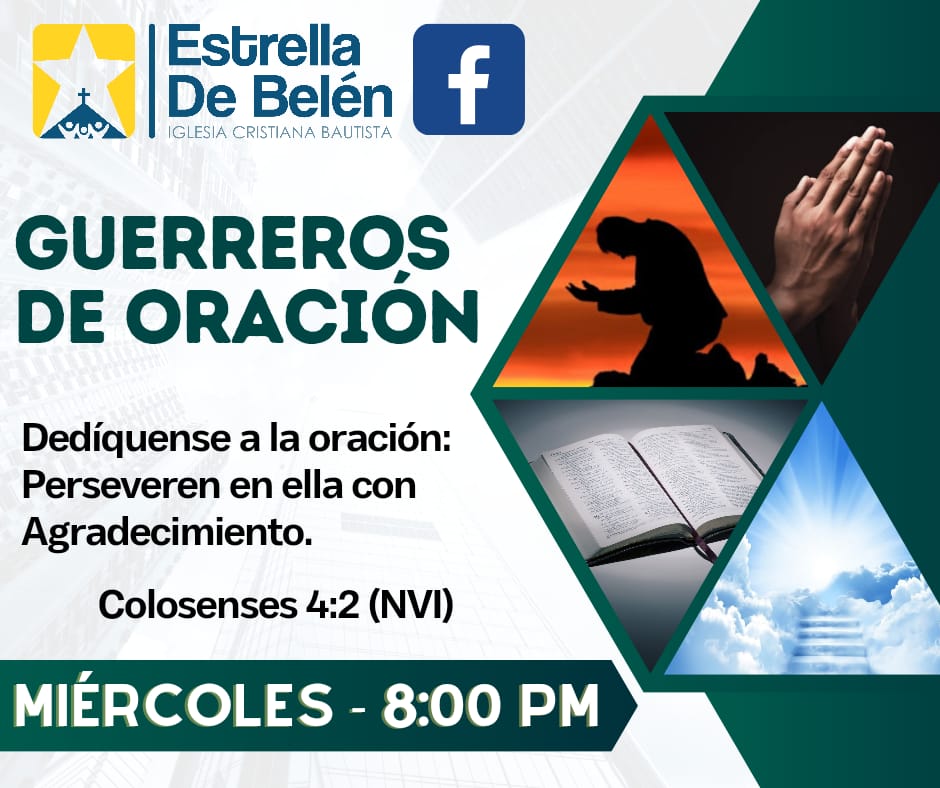 Estrella
De Belén
IGLESIA CRISTIANA BAUTISTA
f
GUERREROS
DE ORACIÓN
Dedíquense a la oración:
Perseveren en ella con
Agradecimiento.
Colosenses 4:2 (NVI)
MIÉRCOLES - 8:00 PM